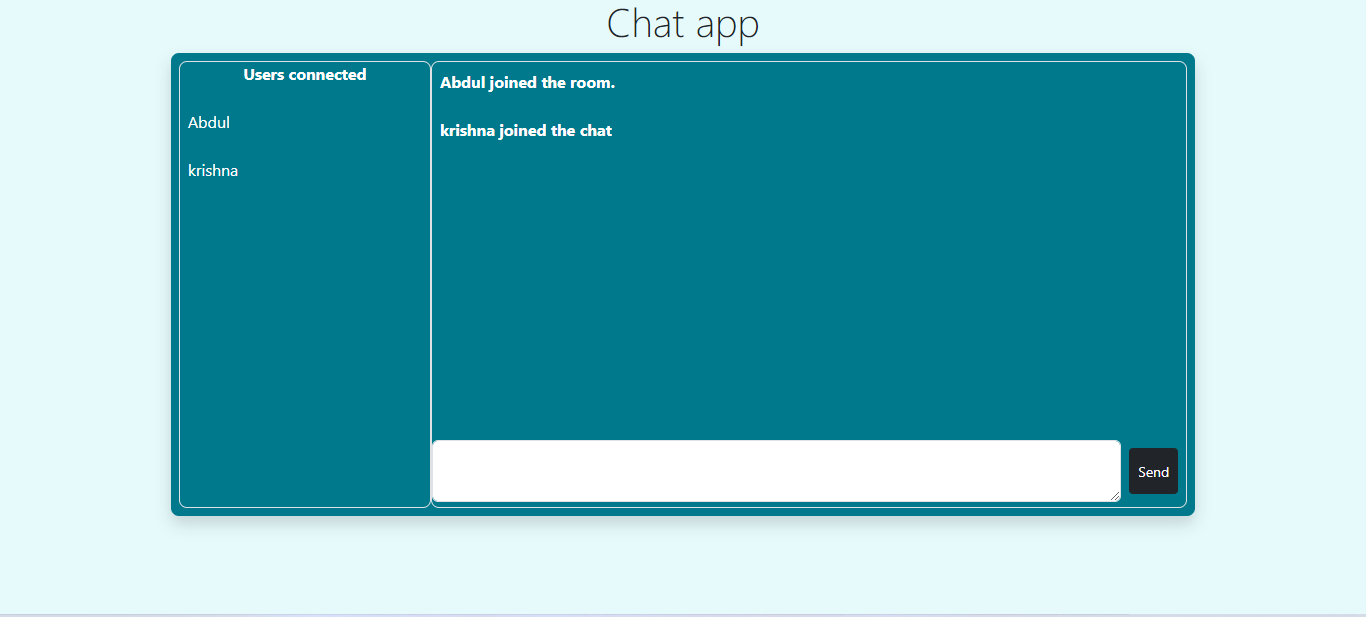 Chat app
Users connected
Abdul
krishna
Abdul joined the room.
krishna joined the chat
Send